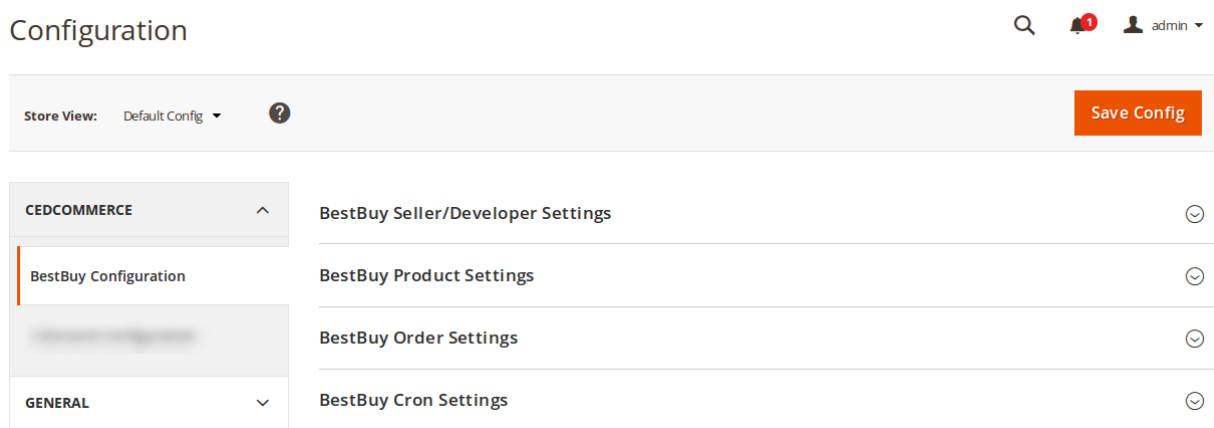 Configuration
1
admin
Store View: Default Config ?
Save Config
CEDCOMMERCE
BestBuy Configuration
GENERAL
BestBuy Seller/Developer Settings
BestBuy Product Settings
BestBuy Order Settings
BestBuy Cron Settings